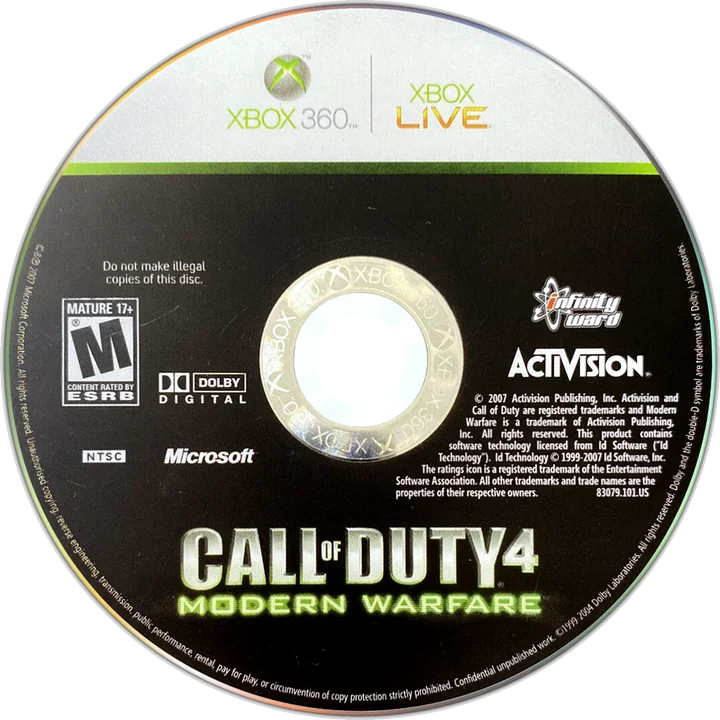 XBOX 360™
XBOX
LIVE
Do not make illegal
copies of this disc.
MATURE 17+
M®
CONTENT RATED BY
ESRB
DOLBY
DIGITAL
NTSC
Microsoft
XBOX 360
XBOX 360
infinity
ward
ACTIVISION®
© 2007 Activision Publishing, Inc. Activision and
Call of Duty are registered trademarks and Modern
Warfare is a trademark of Activision Publishing,
Inc. All rights reserved. This product contains
software technology licensed from Id Software ("Id
Technology"). Id Technology © 1999-2007 Id Software, Inc.
The ratings icon is a registered trademark of the Entertainment
Software Association. All other trademarks and trade names are the
properties of their respective owners. 83079.101.US
CALL OF DUTY 4
MODERN WARFARE
©℗ 2007 Microsoft Corporation. All rights reserved. Unauthorised copying, reverse engineering, transmission, public performance, rental, pay for play, or circumvention of copy protection strictly prohibited. Confidential unpublished work. ©1999 2004 Dolby Laboratories. All rights reserved. Dolby and the double-D symbol are trademarks of Dolby Laboratories.